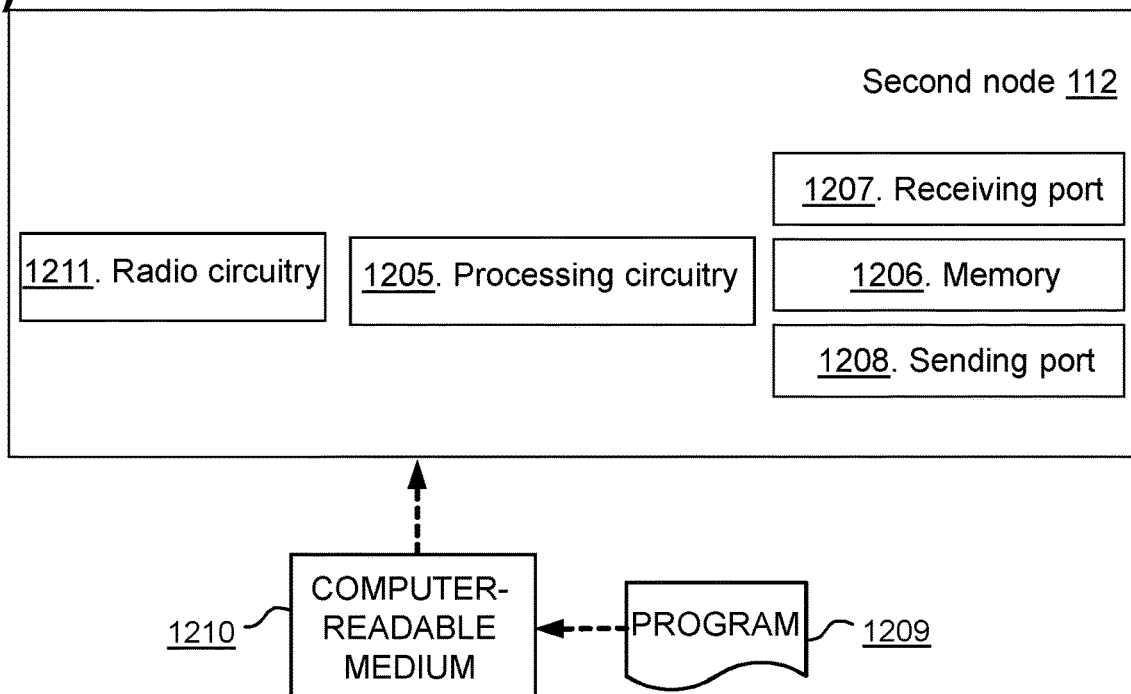 Second node 112
1207. Receiving port
1211. Radio circuitry
1205. Processing circuitry
1206. Memory
1208. Sending port
COMPUTER-
READABLE
MEDIUM
1210
PROGRAM
1209